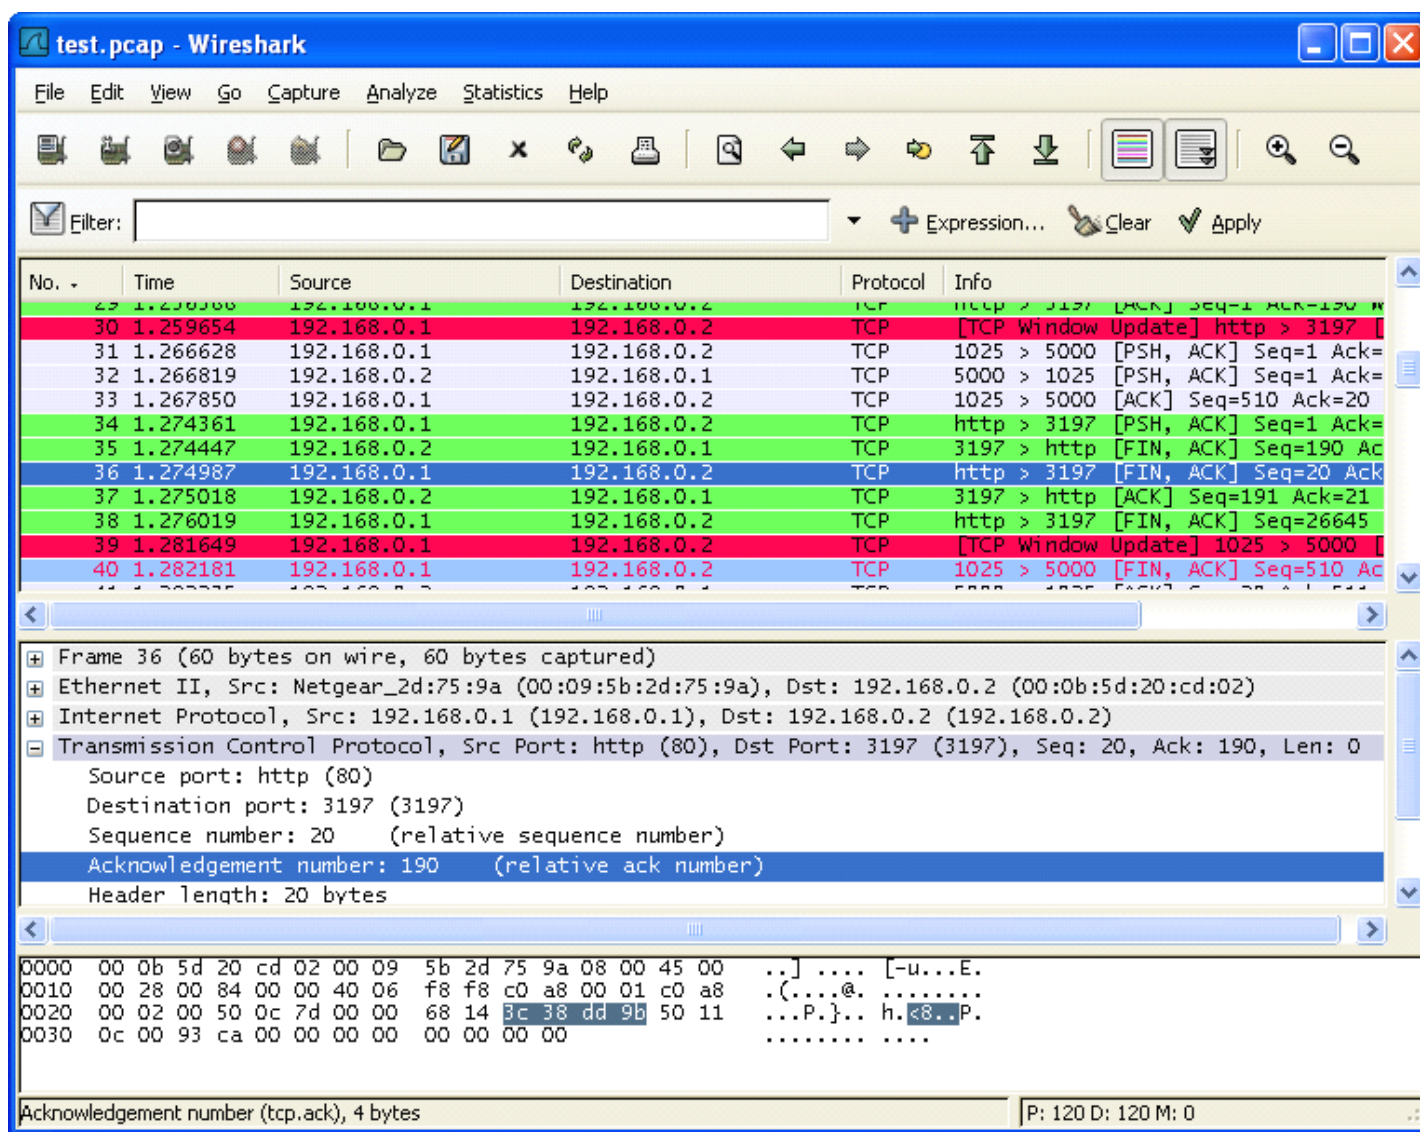 test.pcap - Wireshark
File Edit View Go Capture Analyze Statistics Help
Filter: Expression... Clear Apply
No. Time Source Destination Protocol Info
29 1.256588 192.168.0.1 192.168.0.2 TCP http > 3197 [ACK] Seq=1 Ack=190 W
30 1.259654 192.168.0.1 192.168.0.2 TCP [TCP Window Update] http > 3197 [
31 1.266628 192.168.0.1 192.168.0.2 TCP 1025 > 5000 [PSH, ACK] Seq=1 Ack=
32 1.266819 192.168.0.2 192.168.0.1 TCP 5000 > 1025 [PSH, ACK] Seq=1 Ack=
33 1.267850 192.168.0.1 192.168.0.2 TCP 1025 > 5000 [ACK] Seq=510 Ack=20
34 1.274361 192.168.0.1 192.168.0.2 TCP http > 3197 [PSH, ACK] Seq=1 Ack=
35 1.274447 192.168.0.2 192.168.0.1 TCP 3197 > http [FIN, ACK] Seq=190 Ac
36 1.274987 192.168.0.1 192.168.0.2 TCP http > 3197 [FIN, ACK] Seq=20 Ack
37 1.275018 192.168.0.2 192.168.0.1 TCP 3197 > http [ACK] Seq=191 Ack=21
38 1.276019 192.168.0.1 192.168.0.2 TCP http > 3197 [FIN, ACK] Seq=26645
39 1.281649 192.168.0.1 192.168.0.2 TCP [TCP Window Update] 1025 > 5000 [
40 1.282181 192.168.0.1 192.168.0.2 TCP 1025 > 5000 [FIN, ACK] Seq=510 Ac
Frame 36 (60 bytes on wire, 60 bytes captured)
Ethernet II, Src: Netgear_2d:75:9a (00:09:5b:2d:75:9a), Dst: 192.168.0.2 (00:0b:5d:20:cd:02)
Internet Protocol, Src: 192.168.0.1 (192.168.0.1), Dst: 192.168.0.2 (192.168.0.2)
Transmission Control Protocol, Src Port: http (80), Dst Port: 3197 (3197), Seq: 20, Ack: 190, Len: 0
Source port: http (80)
Destination port: 3197 (3197)
Sequence number: 20 (relative sequence number)
Acknowledgement number: 190 (relative ack number)
Header length: 20 bytes
0000 00 0b 5d 20 cd 02 00 09 5b 2d 75 9a 08 00 45 00 ..] .... [-u...E.
0010 00 28 00 84 00 00 40 06 f8 f8 c0 a8 00 01 c0 a8 .(....@. ........
0020 00 02 00 50 0c 7d 00 00 68 14 3c 38 dd 9b 50 11 ...P.}.. h.<8..P.
0030 0c 00 93 ca 00 00 00 00 00 00 00 00 ........ ....
Acknowledgement number (tcp.ack), 4 bytes P: 120 D: 120 M: 0